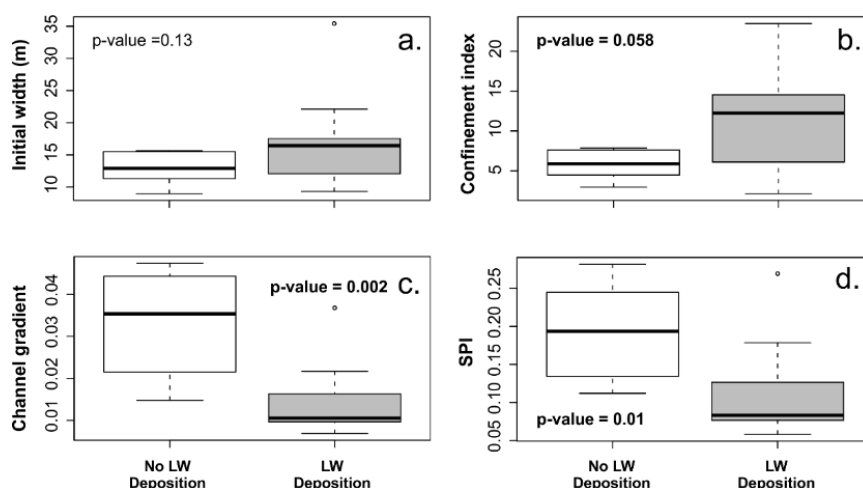 Initial width (m)
10 15 20 25 30 35
p-value =0.13
a.
Confinement index
5 10 15 20
p-value = 0.058
b.
Channel gradient
0.01 0.02 0.03 0.04
p-value = 0.002
c.
No LW
Deposition
LW
Deposition
SPI
0.05 0.10 0.15 0.20 0.25
p-value = 0.01
d.
No LW
Deposition
LW
Deposition